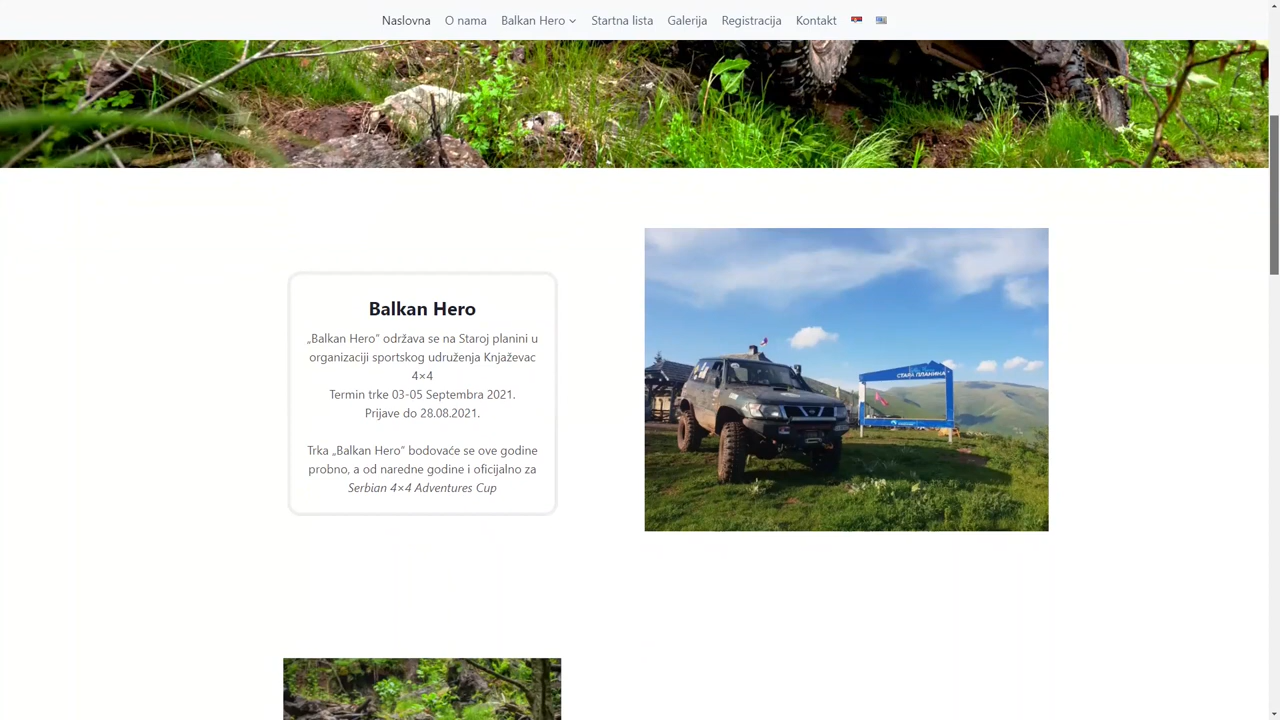 Naslovna O nama Balkan Hero Startna lista Galerija Registracija Kontakt
Balkan Hero
„Balkan Hero“ održava se na Staroj planini u
organizaciji sportskog udruženja Knjaževac
4×4
Termin trke 03-05 Septembra 2021.
Prijave do 28.08.2021.
Trka „Balkan Hero“ bodovaće se ove godine
probno, a od naredne godine i oficijalno za
Serbian 4×4 Adventures Cup
СТАРА ПЛАНИНА